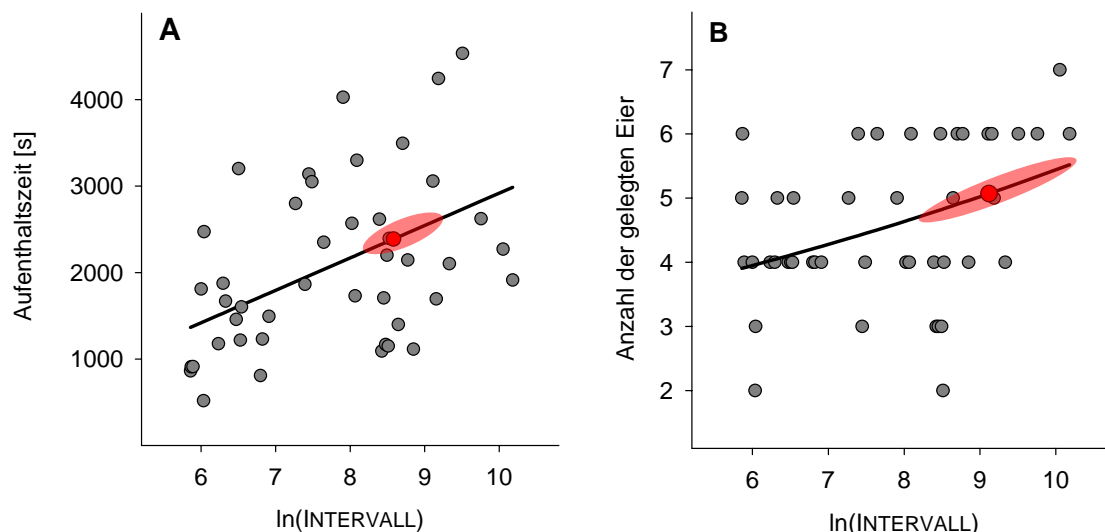 A
Aufenthaltszeit [s]
4000
3000
2000
1000
6 7 8 9 10
ln(INTERVALL)
B
Anzahl der gelegten Eier
7
6
5
4
3
2
6 7 8 9 10
ln(INTERVALL)